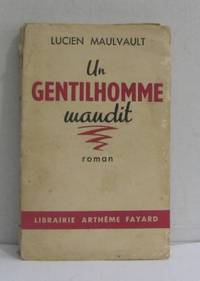 LUCIEN MAULVAULT
Un
GENTILHOMME
maudit
roman
LIBRAIRIE ARTHÈME FAYARD